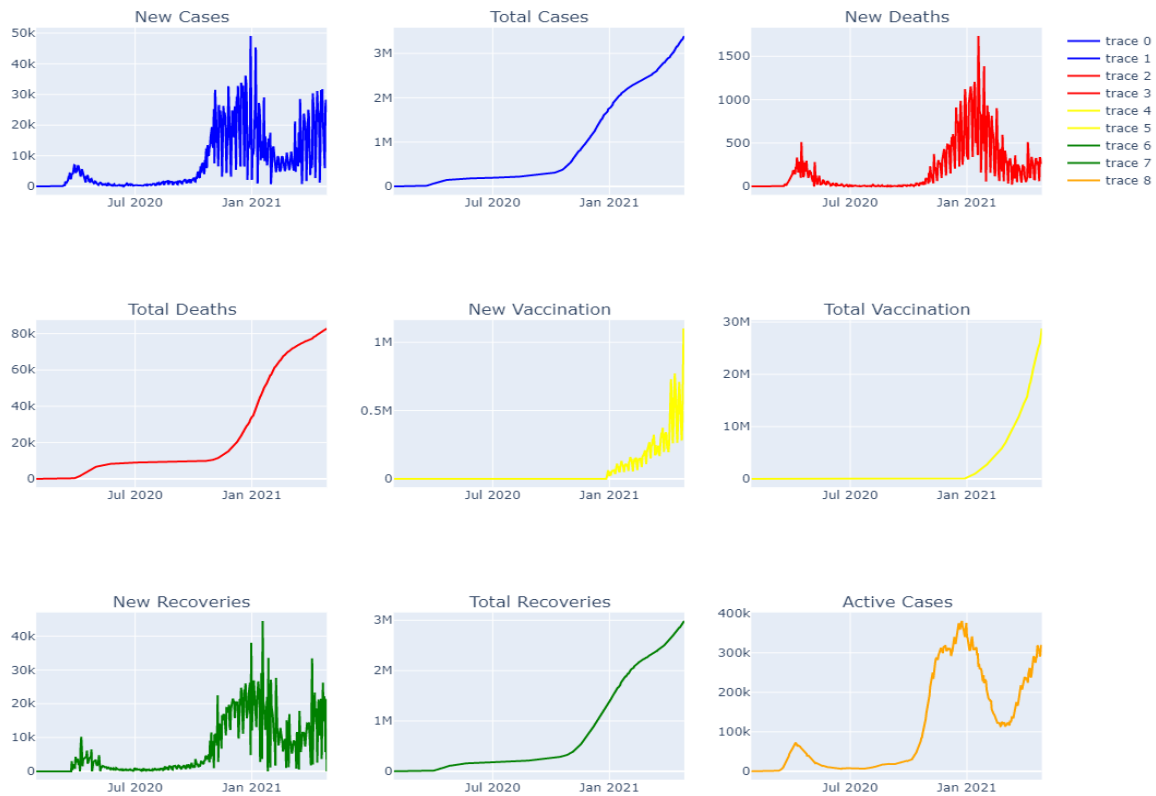 New Cases
50k
40k
30k
20k
10k
0
Jul 2020 Jan 2021
Total Cases
3M
2M
1M
0
Jul 2020 Jan 2021
New Deaths
1500
1000
500
0
Jul 2020 Jan 2021
trace 0
trace 1
trace 2
trace 3
trace 4
trace 5
trace 6
trace 7
trace 8
Total Deaths
80k
60k
40k
20k
0
Jul 2020 Jan 2021
New Vaccination
1M
0.5M
0
Jul 2020 Jan 2021
Total Vaccination
30M
20M
10M
0
Jul 2020 Jan 2021
New Recoveries
40k
30k
20k
10k
0
Jul 2020 Jan 2021
Total Recoveries
3M
2M
1M
0
Jul 2020 Jan 2021
Active Cases
400k
300k
200k
100k
0
Jul 2020 Jan 2021